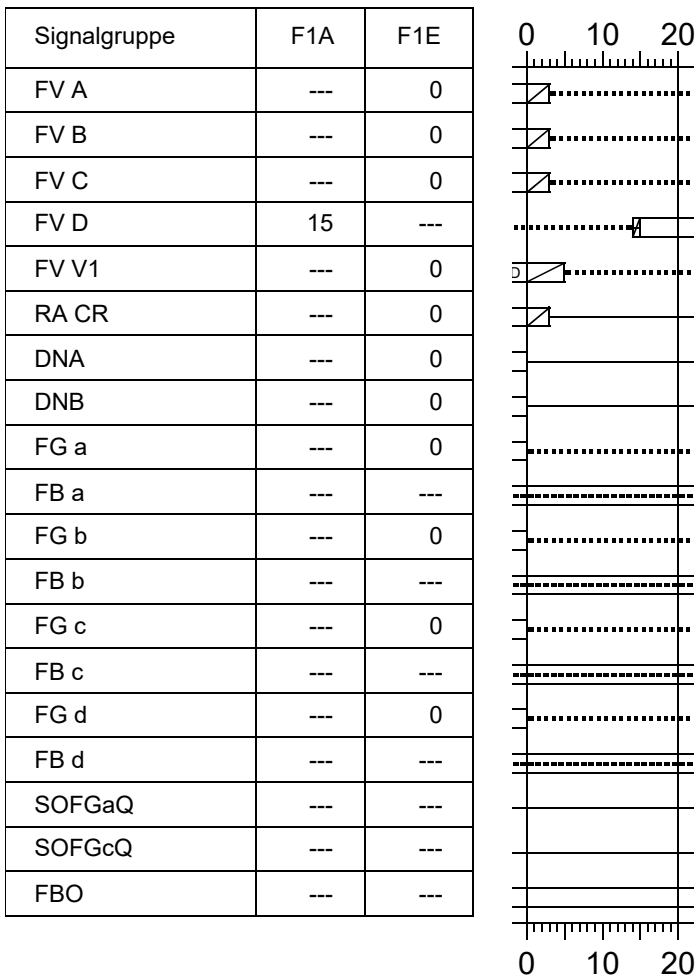 Signalgruppe F1A F1E 0 10 20
FV A --- 0
FV B --- 0
FV C --- 0
FV D 15 ---
FV V1 --- 0 D
RA CR --- 0
DNA --- 0
DNB --- 0
FG a --- 0
FB a --- ---
FG b --- 0
FB b --- ---
FG c --- 0
FB c --- ---
FG d --- 0
FB d --- ---
SOFGaQ --- ---
SOFGcQ --- ---
FBO --- ---
0 10 20